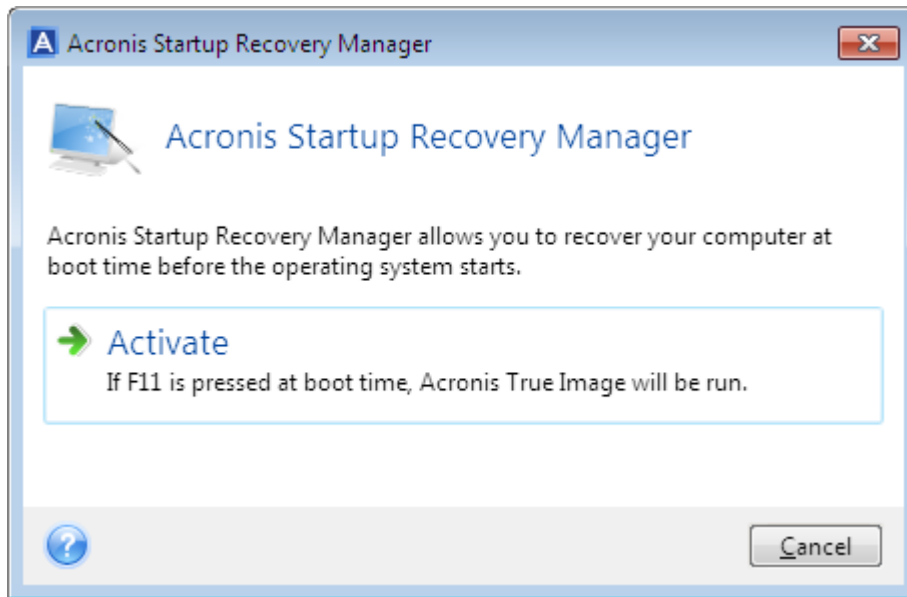 Acronis Startup Recovery Manager
Acronis Startup Recovery Manager
Acronis Startup Recovery Manager allows you to recover your computer at
boot time before the operating system starts.
Activate
If F11 is pressed at boot time, Acronis True Image will be run.
Cancel